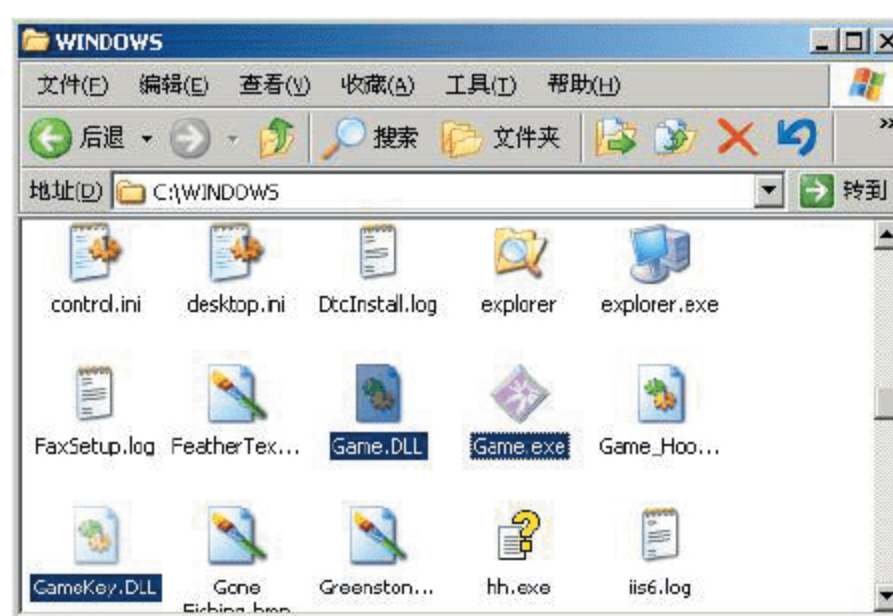 WINDOWS
文件(F) 编辑(E) 查看(V) 收藏(A) 工具(T) 帮助(H)
后退 搜索 文件夹 »
地址(D) C:\WINDOWS 转到
control.ini desktop.ini DtcInstall.log explorer explorer.exe
FaxSetup.log FeatherTex... Game.DLL Game.exe Game_Hoo...
GameKey.DLL Gone Greenston... hh.exe iis6.log
Fishing.bmp